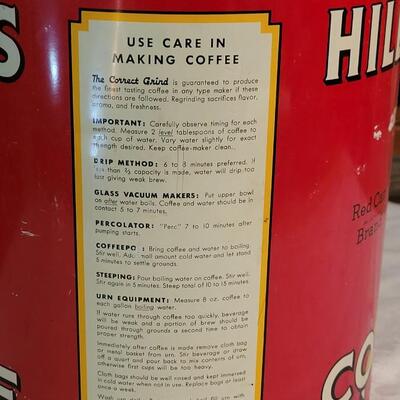 S
USE CARE IN
MAKING COFFEE
HIL
The Correct Grind is guaranteed to produce
the finest tasting coffee in any type maker if these
directions are followed. Regrinding sacrifices flavor,
aroma, and freshness.
IMPORTANT: Carefully observe timing for each
method. Measure 2 level tablespoons of coffee to
each cup of water. Vary water slightly for exact
strength desired. Keep coffee-maker clean.
DRIP METHOD: 6 to 8 minutes preferred. If
less than ⅔ capacity is made, water will drip too
fast giving weak brew.
GLASS VACUUM MAKERS: Put upper bowl
on after water boils. Coffee and water should be in
contact 5 to 7 minutes.
Red Ca
Bran
PERCOLATOR: "Perc" 7 to 10 minutes after
pumping starts.
COFFEEPO : Bring coffee and water to boiling.
Stir well. Add small amount cold water and let stand
5 minutes to settle grounds.
STEEPING: Pour boiling water on coffee. Stir well.
Stir again in 5 minutes. Steep total of 10 to 15 minutes.
URN EQUIPMENT: Measure 8 oz. coffee to
each gallon boiling water.
If water runs through coffee too quickly, beverage
will be weak and a portion of brew should be
poured through grounds a second time to obtain
proper strength.
Immediately after coffee is made remove cloth bag
or metal basket from urn. Stir beverage or draw
off a quart and pour back to mix contents of urn,
otherwise first cups will be too heavy.
Cloth bags should be well rinsed and kept immersed
in cold water when not in use. Replace bags at least
once a week.
E
CO